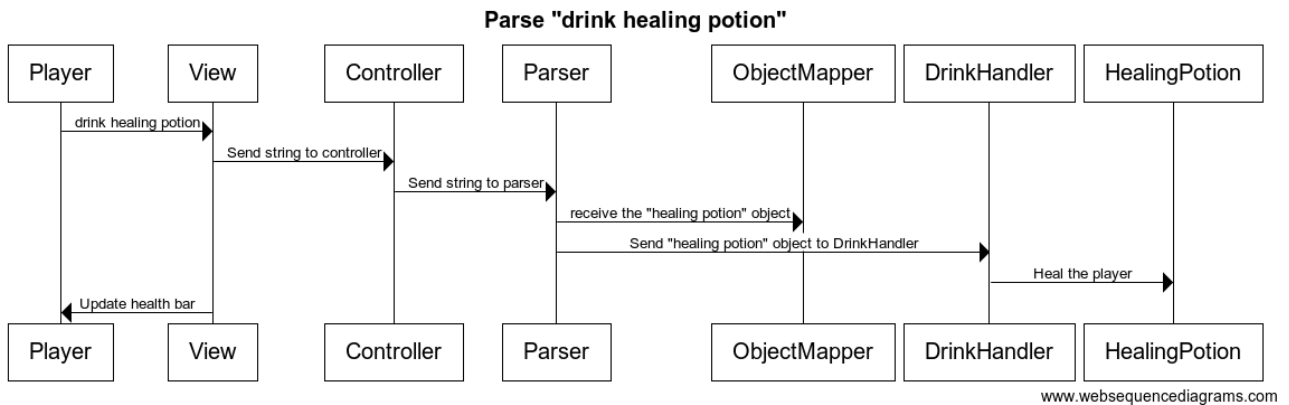 Parse "drink healing potion"
Player View Controller Parser ObjectMapper DrinkHandler HealingPotion
drink healing potion
Send string to controller
Send string to parser
receive the "healing potion" object
Send "healing potion" object to DrinkHandler
Heal the player
Update health bar
Player View Controller Parser ObjectMapper DrinkHandler HealingPotion
www.websequencediagrams.com